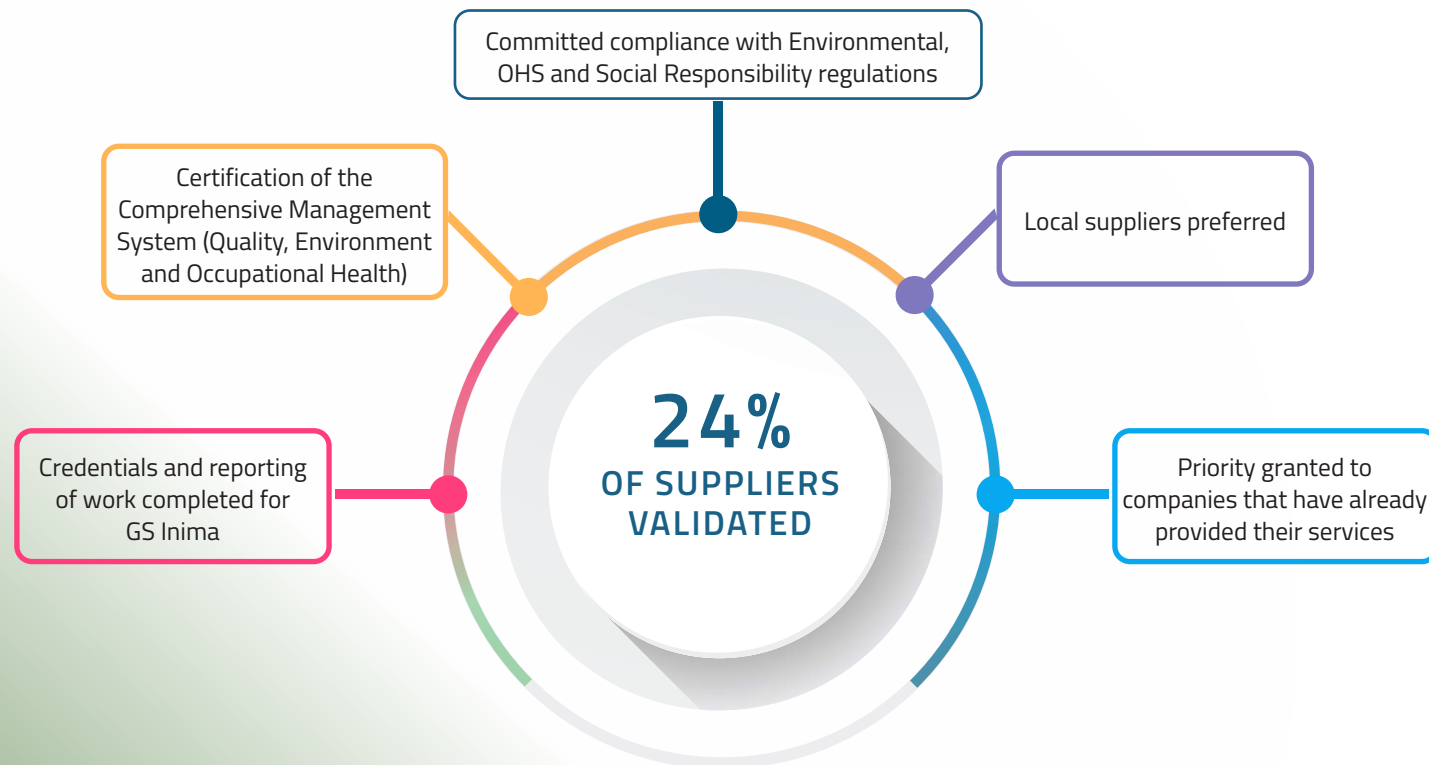 Committed compliance with Environmental,
OHS and Social Responsibility regulations
Certification of the
Comprehensive Management
System (Quality, Environment
and Occupational Health)
Local suppliers preferred
24%
OF SUPPLIERS
VALIDATED
Credentials and reporting
of work completed for
GS Inima
Priority granted to
companies that have already
provided their services